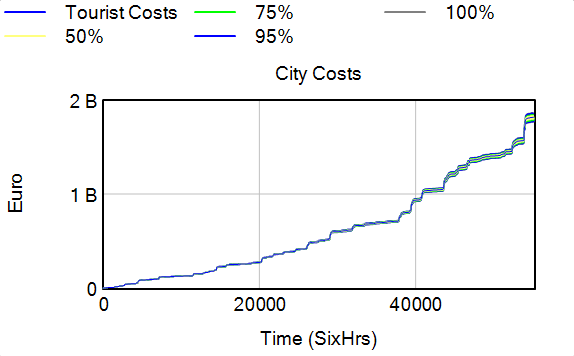 Tourist Costs 75% 100%
50% 95%
City Costs
2 B
Euro
1 B
0
0 20000 40000
Time (SixHrs)